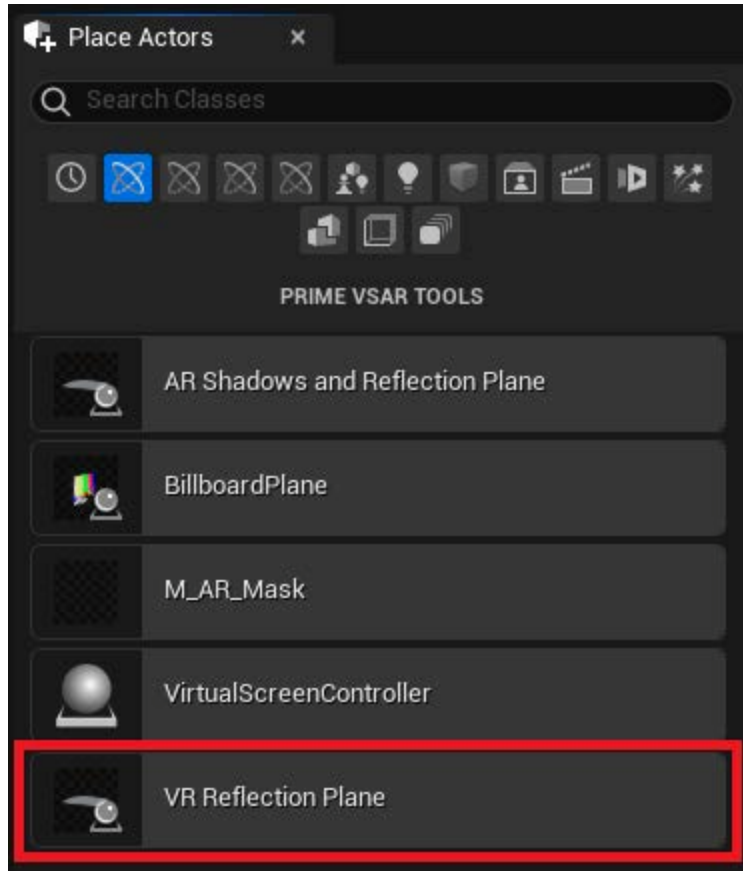 Place Actors
Search Classes
PRIME VSAR TOOLS
AR Shadows and Reflection Plane
BillboardPlane
M_AR_Mask
VirtualScreenController
VR Reflection Plane